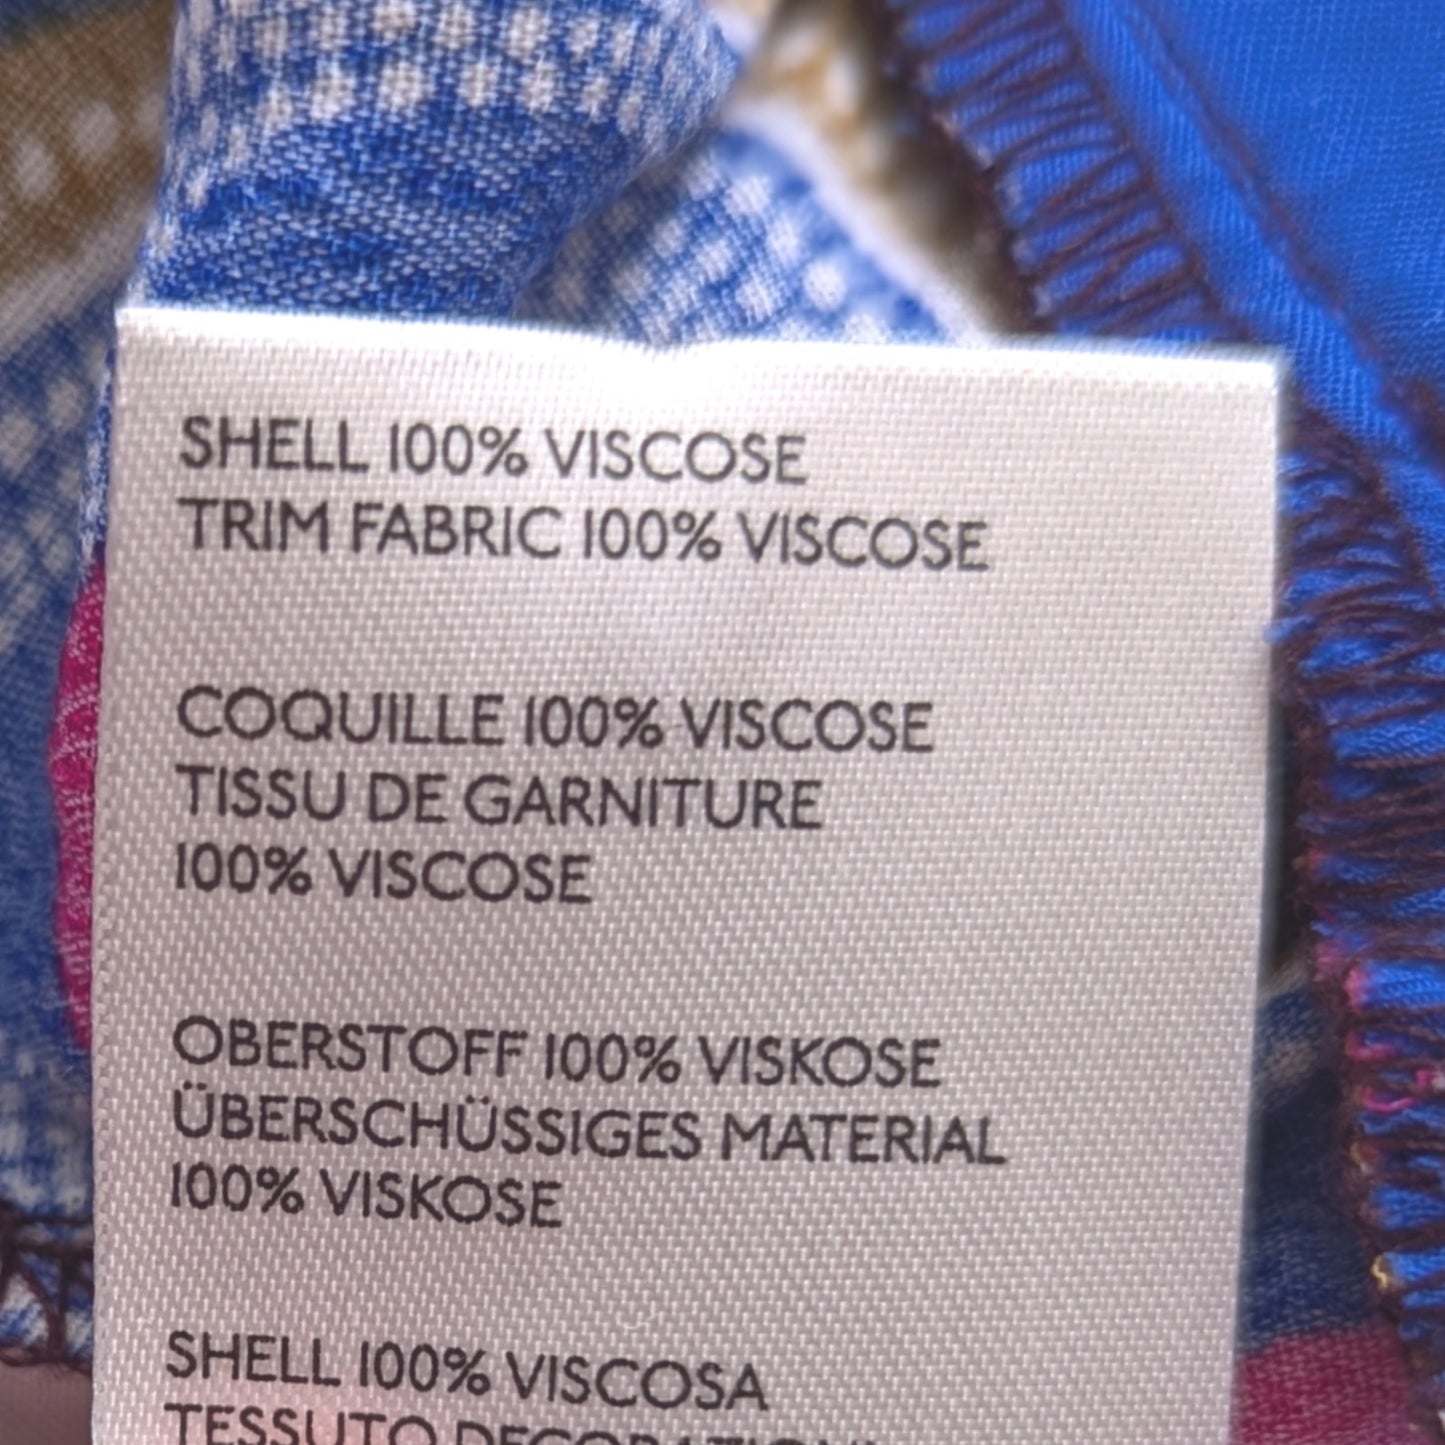 SHELL 100% VISCOSE
TRIM FABRIC 100% VISCOSE
COQUILLE 100% VISCOSE
TISSU DE GARNITURE
100% VISCOSE
OBERSTOFF 100% VISKOSE
ÜBERSCHÜSSIGES MATERIAL
100% VISKOSE
SHELL 100% VISCOSA
TESSUTO